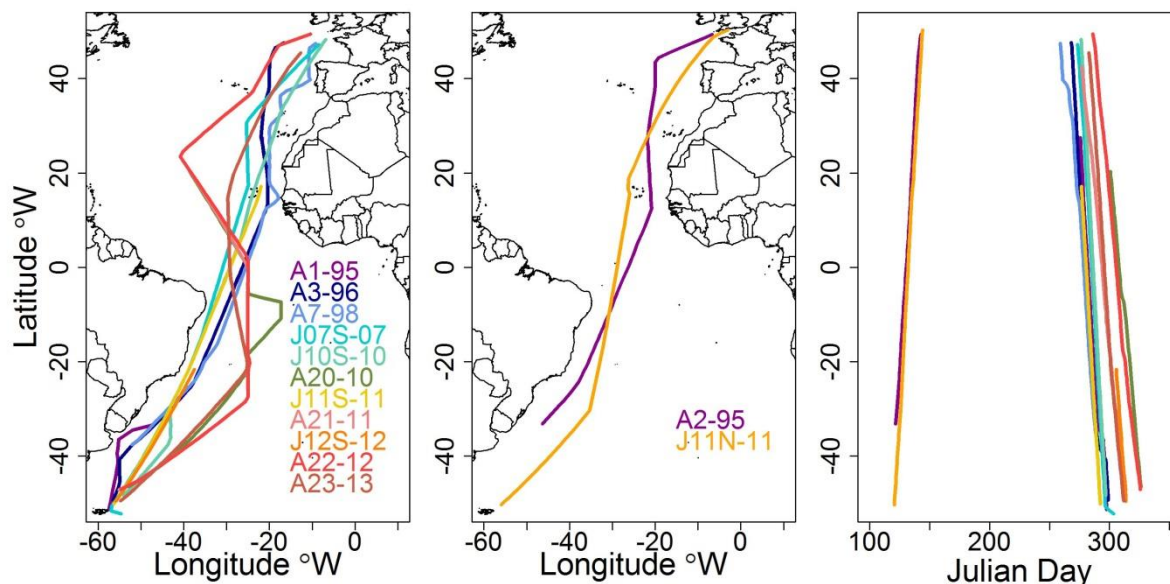 Latitude °W
40
20
0
-20
-40
A1-95
A3-96
A7-98
J07S-07
J10S-10
A20-10
J11S-11
A21-11
J12S-12
A22-12
A23-13
-60 -40 -20 0
Longitude °W
40
20
0
-20
-40
A2-95
J11N-11
-60 -40 -20 0
Longitude °W
40
20
0
-20
-40
100 200 300
Julian Day